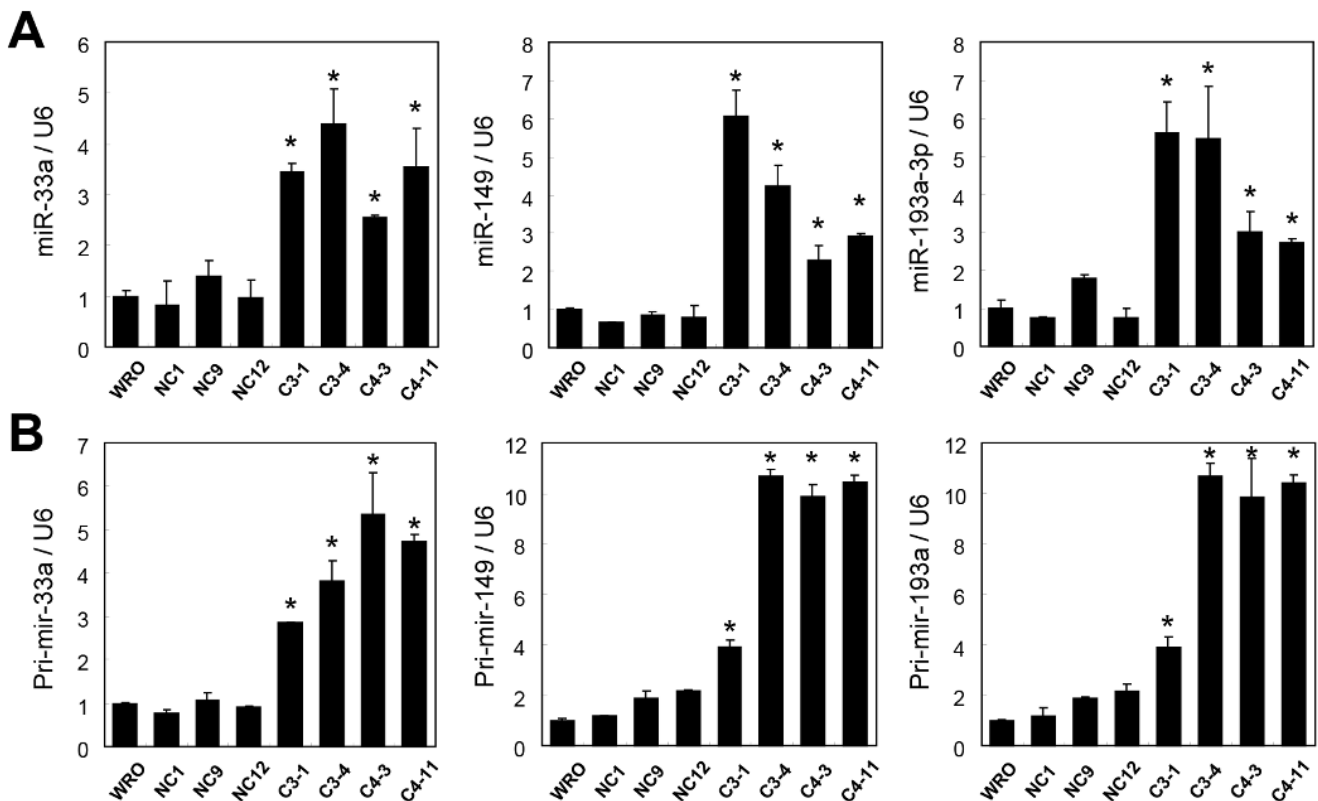 A
miR-33a / U6
6
5
4
3
2
1
0
* * * *
WRO NC1 NC9 NC12 C3-1 C3-4 C4-3 C4-11
miR-149 / U6
8
7
6
5
4
3
2
1
0
* * * *
WRO NC1 NC9 NC12 C3-1 C3-4 C4-3 C4-11
miR-193a-3p / U6
8
7
6
5
4
3
2
1
0
* * * *
WRO NC1 NC9 NC12 C3-1 C3-4 C4-3 C4-11
B
Pri-mir-33a / U6
7
6
5
4
3
2
1
0
* * * *
WRO NC1 NC9 NC12 C3-1 C3-4 C4-3 C4-11
Pri-mir-149 / U6
12
10
8
6
4
2
0
* * * *
WRO NC1 NC9 NC12 C3-1 C3-4 C4-3 C4-11
Pri-mir-193a / U6
12
10
8
6
4
2
0
* * * *
WRO NC1 NC9 NC12 C3-1 C3-4 C4-3 C4-11